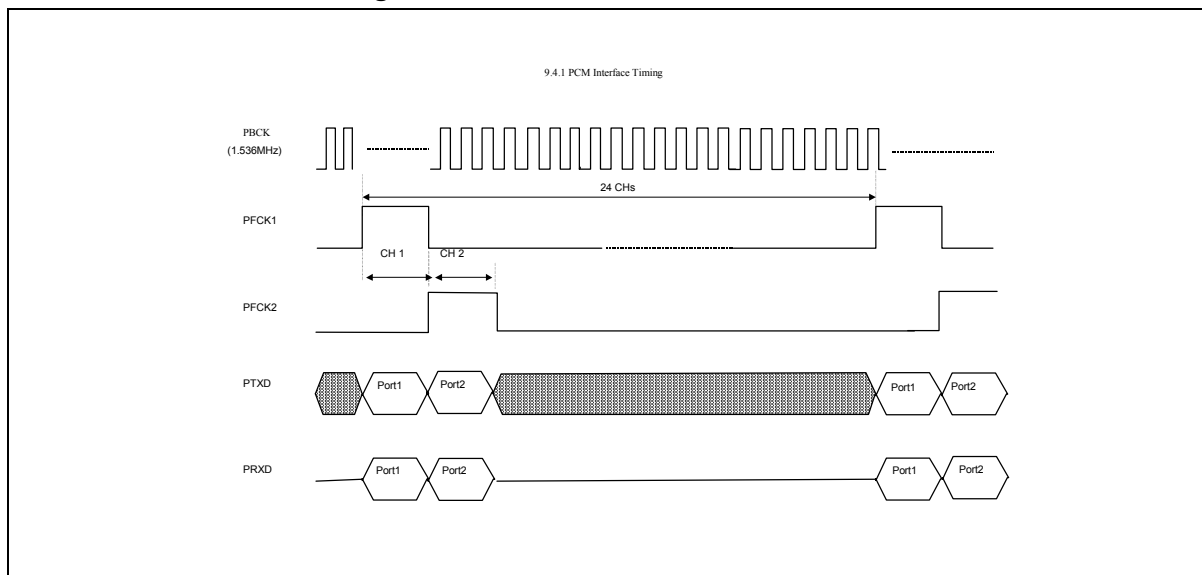 9.4.1 PCM Interface Timing
PBCK
(1.536MHz)
24 CHs
PFCK1
CH 1 CH 2
PFCK2
PTXD Port1 Port2 Port1 Port2
PRXD Port1 Port2 Port1 Port2